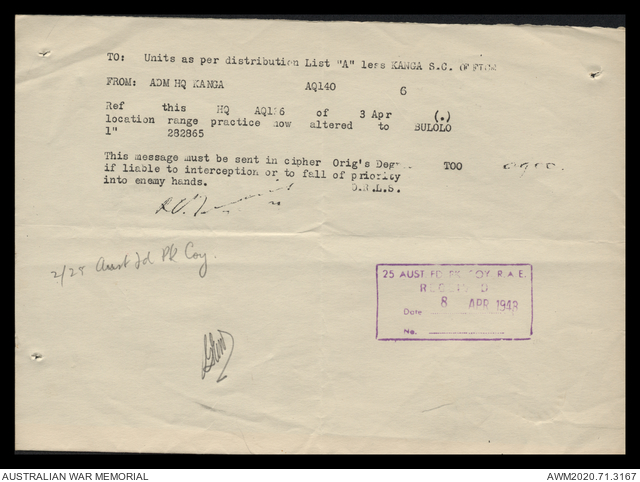 TO: Units as per distribution List "A" less KANGA S.C.
FROM: ADM HQ KANGA AQ140 6
Ref this HQ of 3 Apr (.)
location range practice now altered to BULOLO
1" 282865
This message must be sent in cipher Orig's TOO 0900.
if liable to interception or to fall of priority
into enemy hands. D.R.L.S.
2/25 Aust Fd Pk Coy.
25 AUST. FD. PK. COY. R.A.E.
RECEIVED
8 APR 1943
Date
No.
AUSTRALIAN WAR MEMORIAL
AWM2020.71.3167